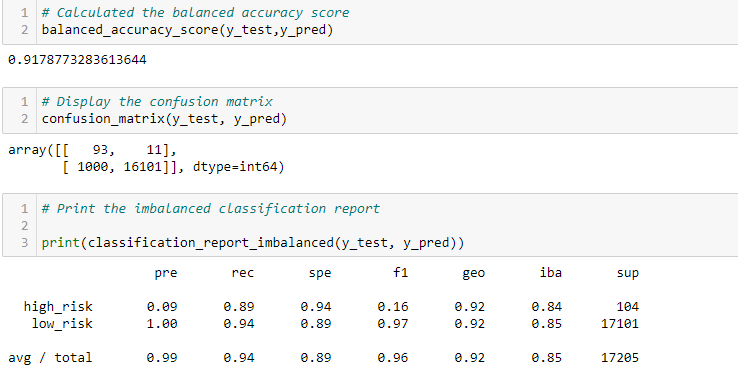 1 # Calculated the balanced accuracy score
2 balanced_accuracy_score(y_test,y_pred)
0.9178773283613644
1 # Display the confusion matrix
2 confusion_matrix(y_test, y_pred)
array([[   93,    11],
       [ 1000, 16101]], dtype=int64)
1 # Print the imbalanced classification report
2
3 print(classification_report_imbalanced(y_test, y_pred))
pre rec spe f1 geo iba sup
high_risk 0.09 0.89 0.94 0.16 0.92 0.84 104
low_risk 1.00 0.94 0.89 0.97 0.92 0.85 17101
avg / total 0.99 0.94 0.89 0.96 0.92 0.85 17205